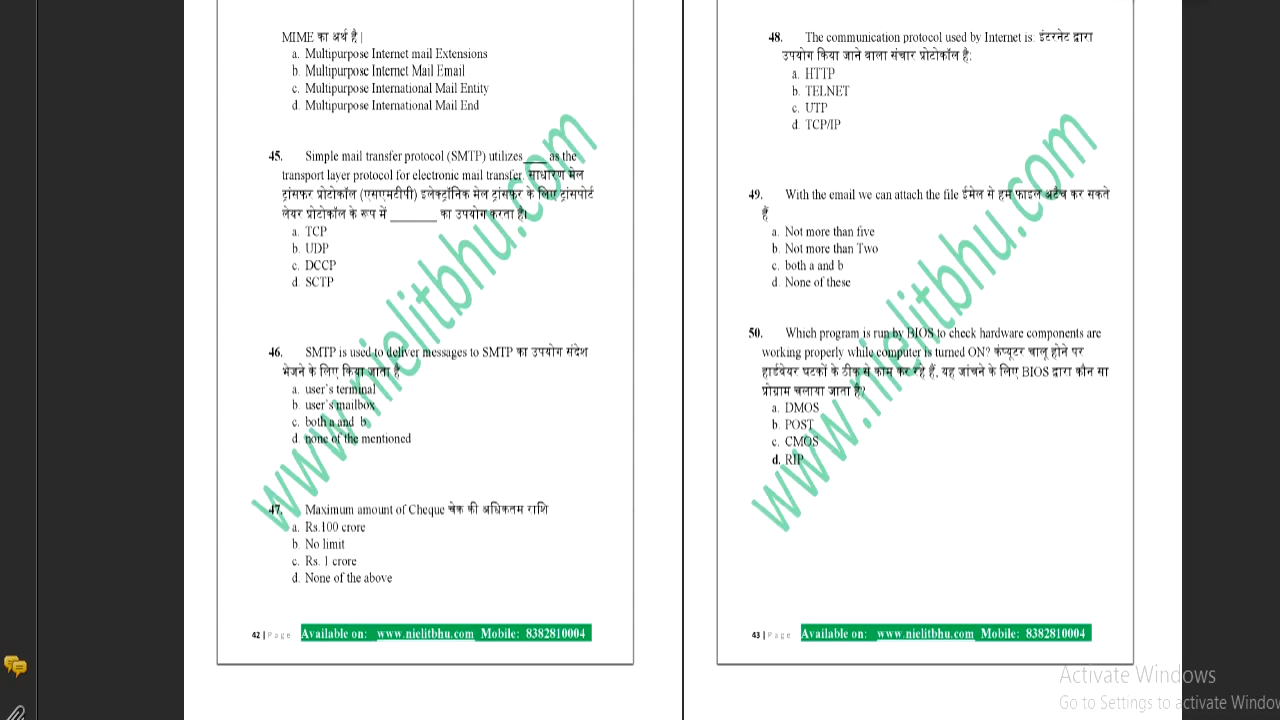 MIME का अर्थ है |
a. Multipurpose Internet mail Extensions
b. Multipurpose Internet Mail Email
c. Multipurpose International Mail Entity
d. Multipurpose International Mail End
45. Simple mail transfer protocol (SMTP) utilizes____ as the
transport layer protocol for electronic mail transfer. साधारण मेल
ट्रांसफर प्रोटोकॉल (एसएमटीपी) इलेक्ट्रॉनिक मेल ट्रांसफर के लिए ट्रांसपोर्ट
लेयर प्रोटोकॉल के रूप में ________ का उपयोग करता है।
a. TCP
b. UDP
c. DCCP
d. SCTP
46. SMTP is used to deliver messages to SMTP का उपयोग संदेश
भेजने के लिए किया जाता है
a. user's terminal
b. user's mailbox
c. both a and b
d. none of the mentioned
47. Maximum amount of Cheque चेक की अधिकतम राशि
a. Rs.100 crore
b. No limit
c. Rs. 1 crore
d. None of the above
www.nielitbhu.com
42 | Page Available on: www.nielitbhu.com Mobile: 8382810004
48. The communication protocol used by Internet is: इंटरनेट द्वारा
उपयोग किया जाने वाला संचार प्रोटोकॉल है:
a. HTTP
b. TELNET
c. UTP
d. TCP/IP
49. With the email we can attach the file ईमेल से हम फाइल अटैच कर सकते
हैं
a. Not more than five
b. Not more than Two
c. both a and b
d. None of these
50. Which program is run by BIOS to check hardware components are
working properly while computer is turned ON? कंप्यूटर चालू होने पर
हार्डवेयर घटकों के ठीक से काम कर रहे हैं, यह जांचने के लिए BIOS द्वारा कौन सा
प्रोग्राम चलाया जाता है?
a. DMOS
b. POST
c. CMOS
d. RIP
www.nielitbhu.com
43 | Page Available on: www.nielitbhu.com Mobile: 8382810004
Activate Windows
Go to Settings to activate Windo